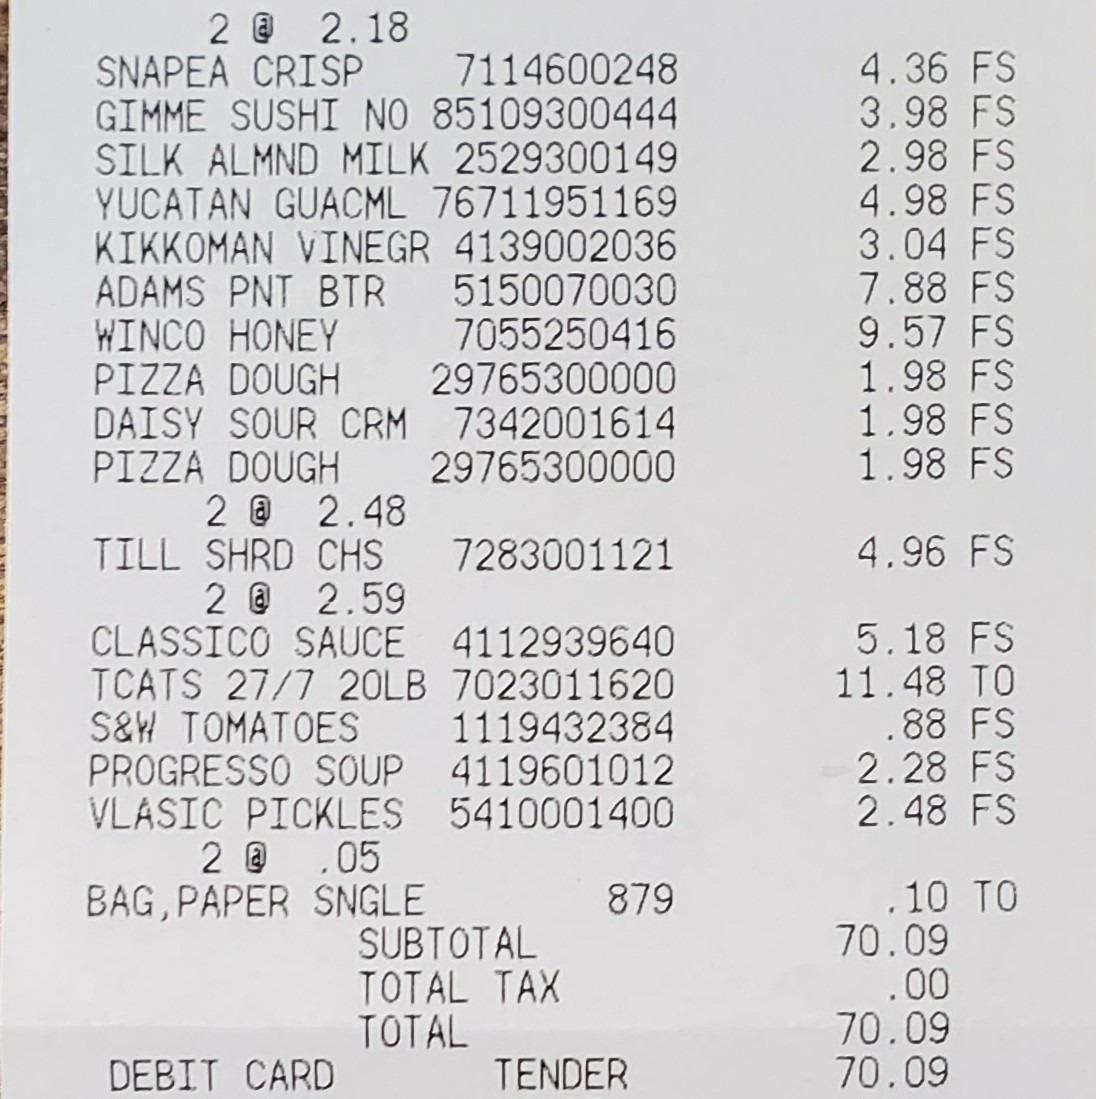 2 @ 2.18
SNAPEA CRISP 7114600248 4.36 FS
GIMME SUSHI NO 85109300444 3.98 FS
SILK ALMND MILK 2529300149 2.98 FS
YUCATAN GUACML 76711951169 4.98 FS
KIKKOMAN VINEGR 4139002036 3.04 FS
ADAMS PNT BTR 5150070030 7.88 FS
WINCO HONEY 7055250416 9.57 FS
PIZZA DOUGH 29765300000 1.98 FS
DAISY SOUR CRM 7342001614 1.98 FS
PIZZA DOUGH 29765300000 1.98 FS
2 @ 2.48
TILL SHRD CHS 7283001121 4.96 FS
2 @ 2.59
CLASSICO SAUCE 4112939640 5.18 FS
TCATS 27/7 20LB 7023011620 11.48 TO
S&W TOMATOES 1119432384 .88 FS
PROGRESSO SOUP 4119601012 2.28 FS
VLASIC PICKLES 5410001400 2.48 FS
2 @ .05
BAG,PAPER SNGLE 879 .10 TO
SUBTOTAL 70.09
TOTAL TAX .00
TOTAL 70.09
DEBIT CARD TENDER 70.09